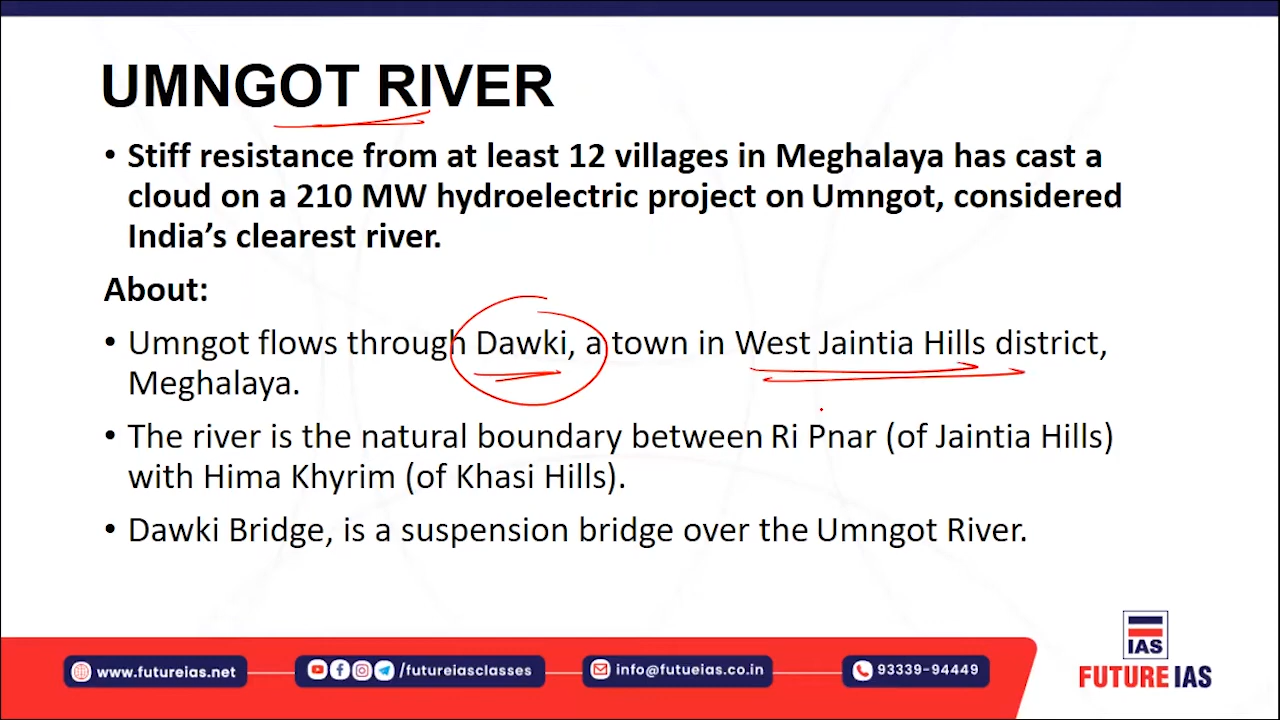 UMNGOT RIVER
• Stiff resistance from at least 12 villages in Meghalaya has cast a
cloud on a 210 MW hydroelectric project on Umngot, considered
India's clearest river.
About:
• Umngot flows through Dawki, a town in West Jaintia Hills district,
Meghalaya.
• The river is the natural boundary between Ri Pnar (of Jaintia Hills)
with Hima Khyrim (of Khasi Hills).
• Dawki Bridge, is a suspension bridge over the Umngot River.
IAS
www.futureias.net
/futureiasclasses
info@futueias.co.in
93339-94449
FUTURE IAS